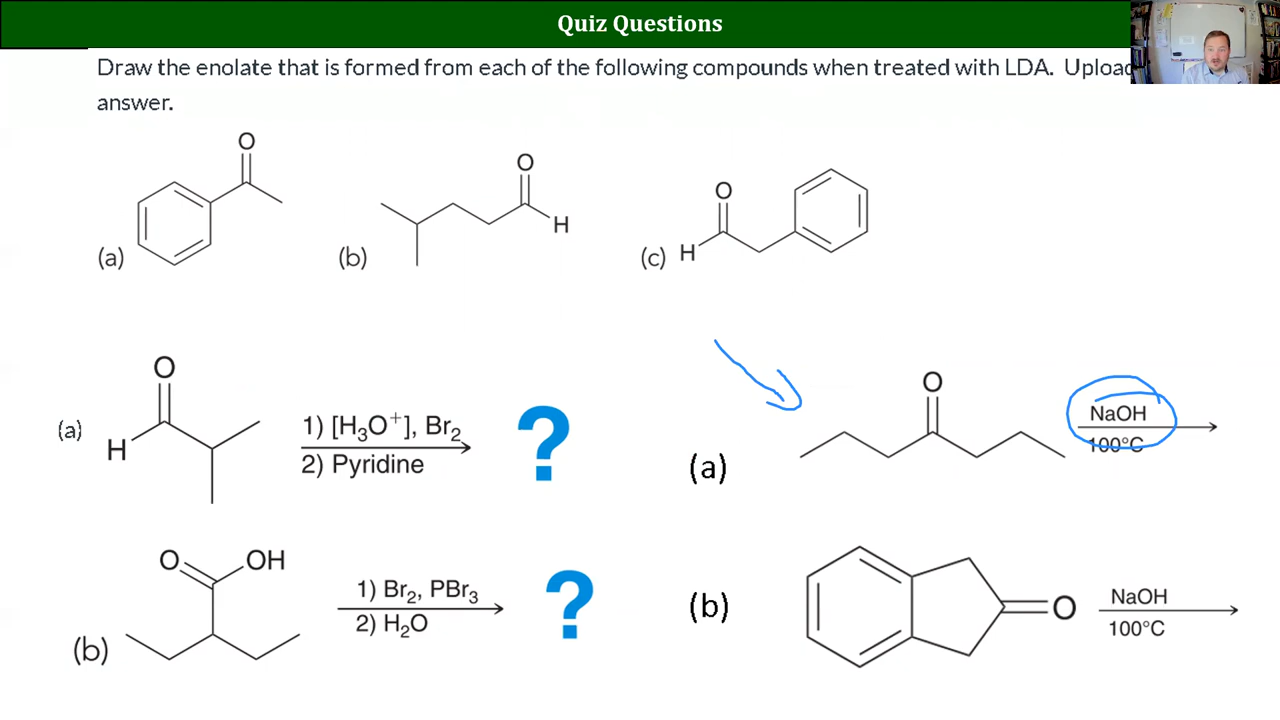 Quiz Questions
Draw the enolate that is formed from each of the following compounds when treated with LDA.
answer.
O
(a)
O
H
(b)
O
H
(c)
O
H
(a)
1) [H₃O⁺], Br₂
2) Pyridine
?
O
(a)
NaOH
100°C
O
OH
(b)
1) Br₂, PBr₃
2) H₂O
?
(b)
O
NaOH
100°C